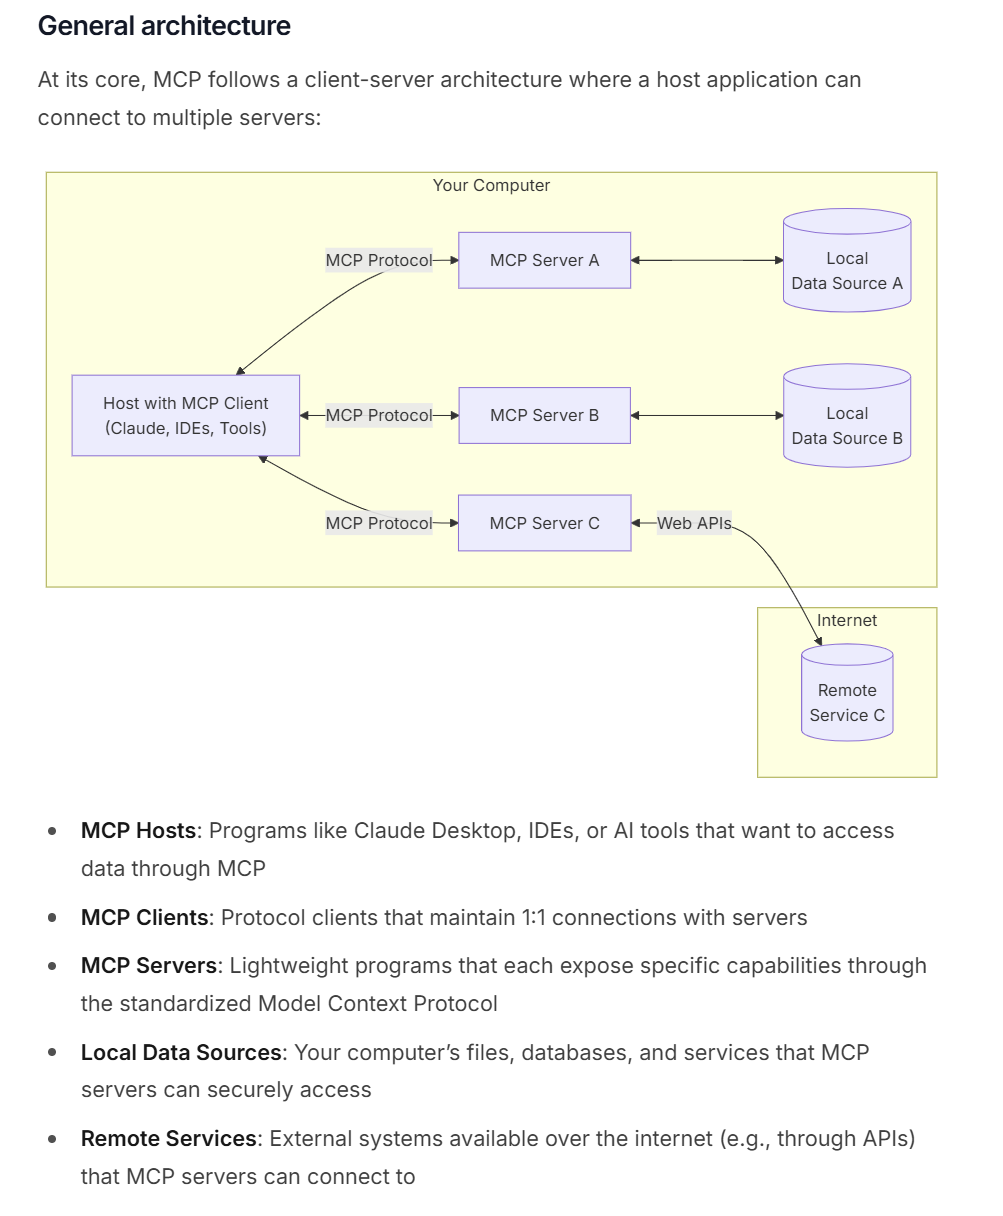 General architecture
At its core, MCP follows a client-server architecture where a host application can
connect to multiple servers:
Your Computer
MCP Protocol
MCP Server A
Local
Data Source A
Host with MCP Client
(Claude, IDEs, Tools)
MCP Protocol
MCP Server B
Local
Data Source B
MCP Protocol
MCP Server C
Web APIs
Internet
Remote
Service C
• MCP Hosts: Programs like Claude Desktop, IDEs, or AI tools that want to access
data through MCP
• MCP Clients: Protocol clients that maintain 1:1 connections with servers
• MCP Servers: Lightweight programs that each expose specific capabilities through
the standardized Model Context Protocol
• Local Data Sources: Your computer’s files, databases, and services that MCP
servers can securely access
• Remote Services: External systems available over the internet (e.g., through APIs)
that MCP servers can connect to